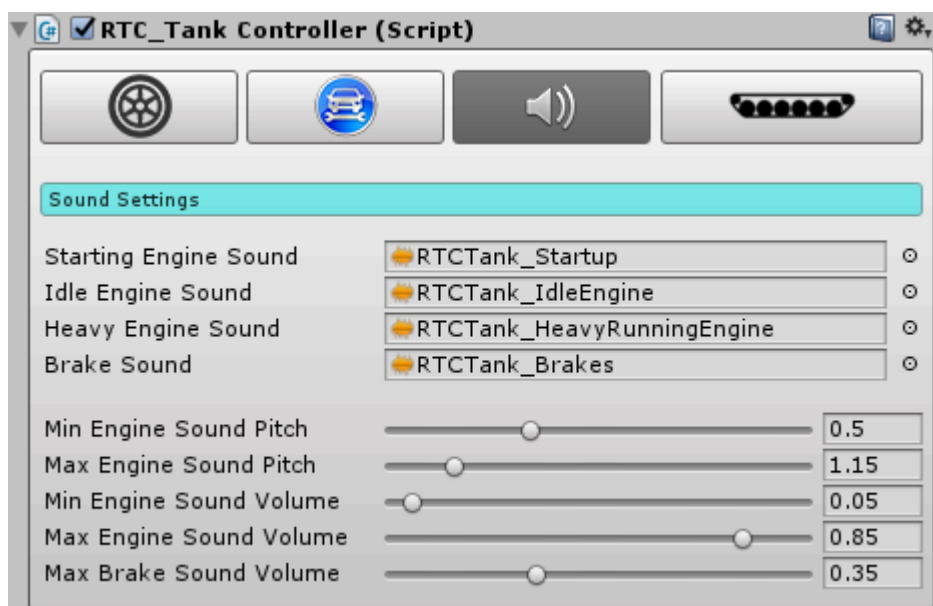 RTC_Tank Controller (Script)
Sound Settings
Starting Engine Sound RTCTank_Startup
Idle Engine Sound RTCTank_IdleEngine
Heavy Engine Sound RTCTank_HeavyRunningEngine
Brake Sound RTCTank_Brakes
Min Engine Sound Pitch 0.5
Max Engine Sound Pitch 1.15
Min Engine Sound Volume 0.05
Max Engine Sound Volume 0.85
Max Brake Sound Volume 0.35